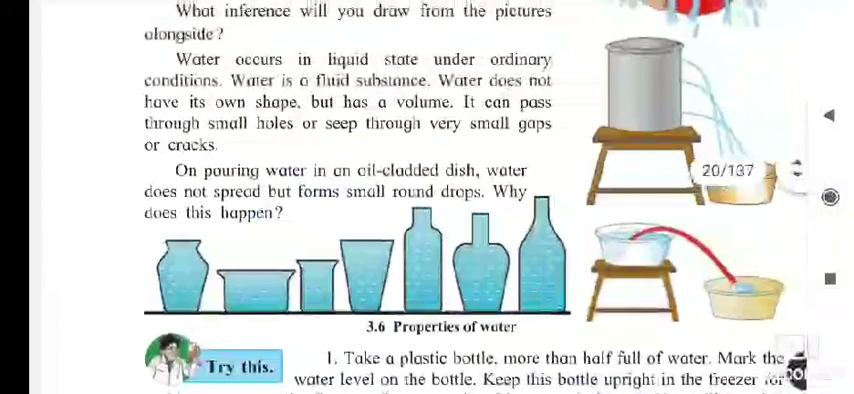 What inference will you draw from the pictures
alongside ?
Water occurs in liquid state under ordinary
conditions. Water is a fluid substance. Water does not
have its own shape, but has a volume. It can pass
through small holes or seep through very small gaps
or cracks.
On pouring water in an oil-cladded dish, water
does not spread but forms small round drops. Why
does this happen?
20/137
3.6 Properties of water
Try this.
1. Take a plastic bottle, more than half full of water. Mark the
water level on the bottle. Keep this bottle upright in the freezer for